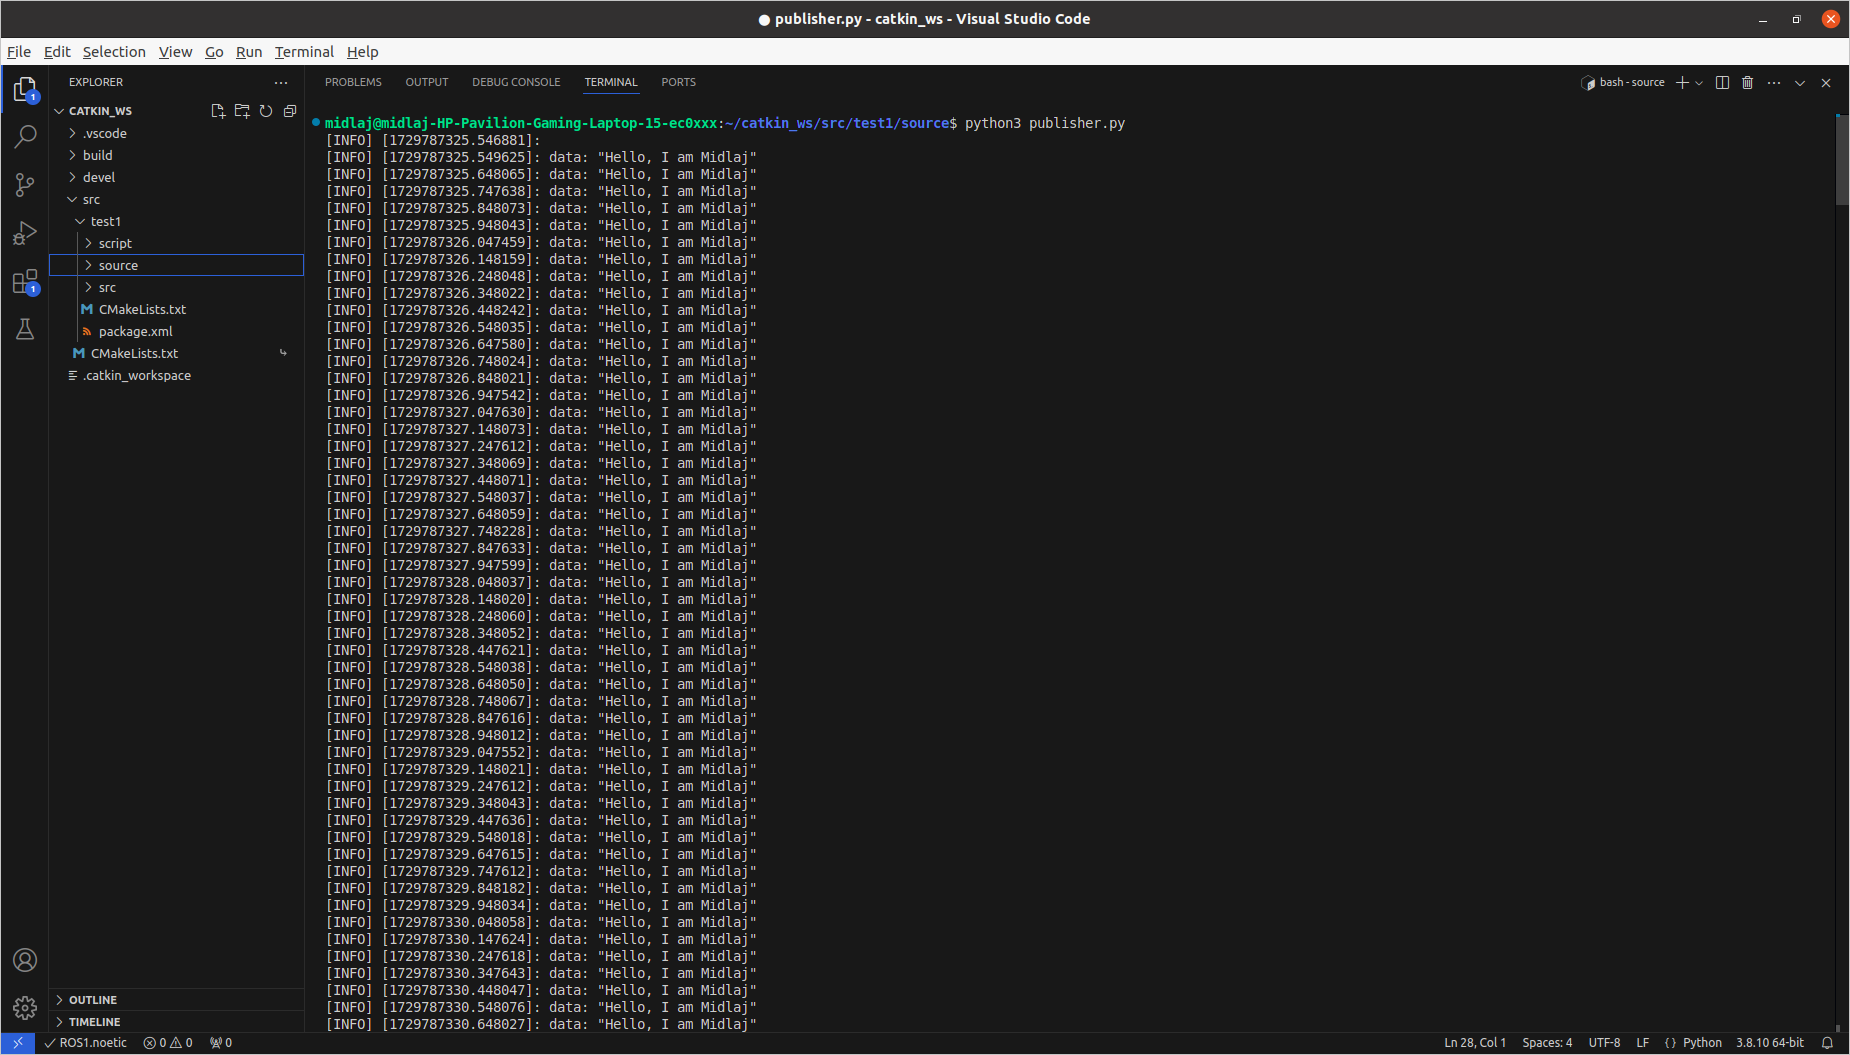 ● publisher.py - catkin_ws - Visual Studio Code
File Edit Selection View Go Run Terminal Help
EXPLORER
CATKIN_WS
.vscode
build
devel
src
test1
script
source
src
CMakeLists.txt
package.xml
CMakeLists.txt
.catkin_workspace
OUTLINE
TIMELINE
1
1
PROBLEMS OUTPUT DEBUG CONSOLE TERMINAL PORTS
bash - source
midlaj@midlaj-HP-Pavilion-Gaming-Laptop-15-ec0xxx:~/catkin_ws/src/test1/source$ python3 publisher.py
[INFO] [1729787325.546881]:
[INFO] [1729787325.549625]: data: "Hello, I am Midlaj"
[INFO] [1729787325.648065]: data: "Hello, I am Midlaj"
[INFO] [1729787325.747638]: data: "Hello, I am Midlaj"
[INFO] [1729787325.848073]: data: "Hello, I am Midlaj"
[INFO] [1729787325.948043]: data: "Hello, I am Midlaj"
[INFO] [1729787326.047459]: data: "Hello, I am Midlaj"
[INFO] [1729787326.148159]: data: "Hello, I am Midlaj"
[INFO] [1729787326.248048]: data: "Hello, I am Midlaj"
[INFO] [1729787326.348022]: data: "Hello, I am Midlaj"
[INFO] [1729787326.448242]: data: "Hello, I am Midlaj"
[INFO] [1729787326.548035]: data: "Hello, I am Midlaj"
[INFO] [1729787326.647580]: data: "Hello, I am Midlaj"
[INFO] [1729787326.748024]: data: "Hello, I am Midlaj"
[INFO] [1729787326.848021]: data: "Hello, I am Midlaj"
[INFO] [1729787326.947542]: data: "Hello, I am Midlaj"
[INFO] [1729787327.047630]: data: "Hello, I am Midlaj"
[INFO] [1729787327.148073]: data: "Hello, I am Midlaj"
[INFO] [1729787327.247612]: data: "Hello, I am Midlaj"
[INFO] [1729787327.348069]: data: "Hello, I am Midlaj"
[INFO] [1729787327.448071]: data: "Hello, I am Midlaj"
[INFO] [1729787327.548037]: data: "Hello, I am Midlaj"
[INFO] [1729787327.648059]: data: "Hello, I am Midlaj"
[INFO] [1729787327.748228]: data: "Hello, I am Midlaj"
[INFO] [1729787327.847633]: data: "Hello, I am Midlaj"
[INFO] [1729787327.947599]: data: "Hello, I am Midlaj"
[INFO] [1729787328.048037]: data: "Hello, I am Midlaj"
[INFO] [1729787328.148020]: data: "Hello, I am Midlaj"
[INFO] [1729787328.248060]: data: "Hello, I am Midlaj"
[INFO] [1729787328.348052]: data: "Hello, I am Midlaj"
[INFO] [1729787328.447621]: data: "Hello, I am Midlaj"
[INFO] [1729787328.548038]: data: "Hello, I am Midlaj"
[INFO] [1729787328.648050]: data: "Hello, I am Midlaj"
[INFO] [1729787328.748067]: data: "Hello, I am Midlaj"
[INFO] [1729787328.847616]: data: "Hello, I am Midlaj"
[INFO] [1729787328.948012]: data: "Hello, I am Midlaj"
[INFO] [1729787329.047552]: data: "Hello, I am Midlaj"
[INFO] [1729787329.148021]: data: "Hello, I am Midlaj"
[INFO] [1729787329.247612]: data: "Hello, I am Midlaj"
[INFO] [1729787329.348043]: data: "Hello, I am Midlaj"
[INFO] [1729787329.447636]: data: "Hello, I am Midlaj"
[INFO] [1729787329.548018]: data: "Hello, I am Midlaj"
[INFO] [1729787329.647615]: data: "Hello, I am Midlaj"
[INFO] [1729787329.747612]: data: "Hello, I am Midlaj"
[INFO] [1729787329.848182]: data: "Hello, I am Midlaj"
[INFO] [1729787329.948034]: data: "Hello, I am Midlaj"
[INFO] [1729787330.048058]: data: "Hello, I am Midlaj"
[INFO] [1729787330.147624]: data: "Hello, I am Midlaj"
[INFO] [1729787330.247618]: data: "Hello, I am Midlaj"
[INFO] [1729787330.347643]: data: "Hello, I am Midlaj"
[INFO] [1729787330.448047]: data: "Hello, I am Midlaj"
[INFO] [1729787330.548076]: data: "Hello, I am Midlaj"
[INFO] [1729787330.648027]: data: "Hello, I am Midlaj"
ROS1.noetic 0 0 0 Ln 28, Col 1 Spaces: 4 UTF-8 LF {} Python 3.8.10 64-bit